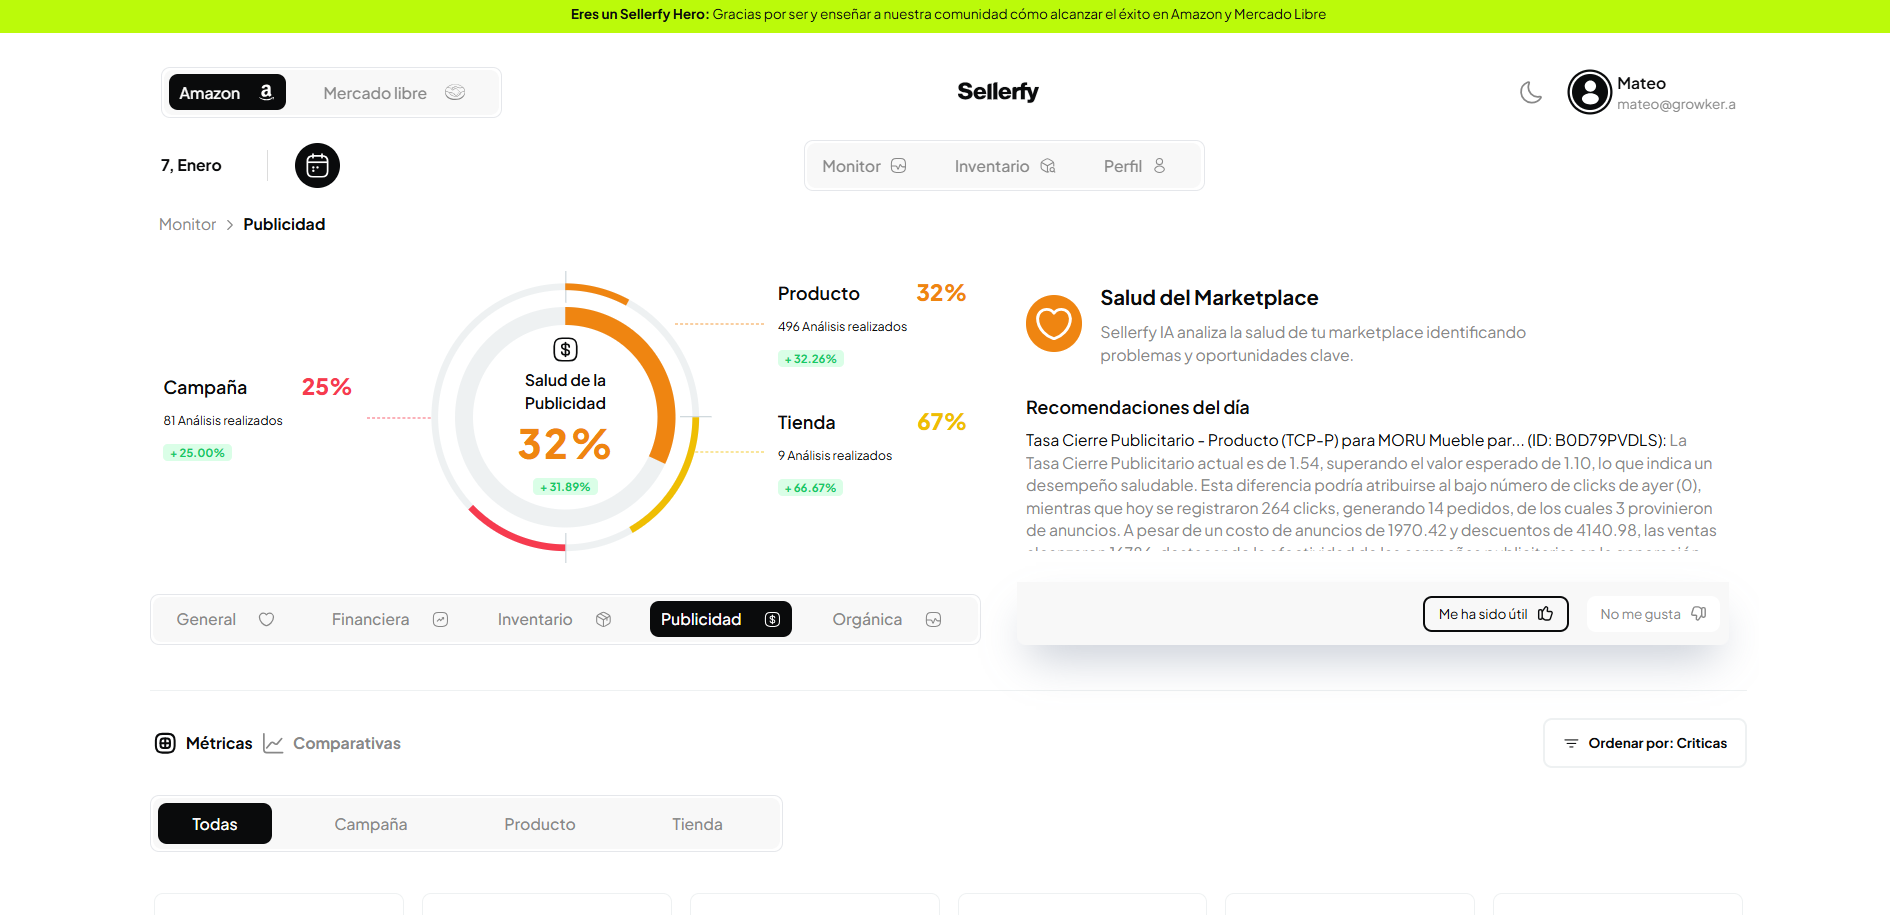 Eres un Sellerfy Hero: Gracias por ser y enseñar a nuestra comunidad cómo alcanzar el éxito en Amazon y Mercado Libre
Amazon
Mercado libre
Sellerfy
Mateo
mateo@growker.a
7, Enero
Monitor
Inventario
Perfil
Monitor > Publicidad
Campaña 25%
81 Análisis realizados
+ 25.00%
Salud de la
Publicidad
32%
+ 31.89%
Producto 32%
496 Análisis realizados
+ 32.26%
Tienda 67%
9 Análisis realizados
+ 66.67%
Salud del Marketplace
Sellerfy IA analiza la salud de tu marketplace identificando
problemas y oportunidades clave.
Recomendaciones del día
Tasa Cierre Publicitario - Producto (TCP-P) para MORU Mueble par... (ID: B0D79PVDLS): La
Tasa Cierre Publicitario actual es de 1.54, superando el valor esperado de 1.10, lo que indica un
desempeño saludable. Esta diferencia podría atribuirse al bajo número de clicks de ayer (0),
mientras que hoy se registraron 264 clicks, generando 14 pedidos, de los cuales 3 provinieron
de anuncios. A pesar de un costo de anuncios de 1970.42 y descuentos de 4140.98, las ventas
General
Financiera
Inventario
Publicidad
Orgánica
Me ha sido útil
No me gusta
Métricas
Comparativas
Ordenar por: Criticas
Todas
Campaña
Producto
Tienda